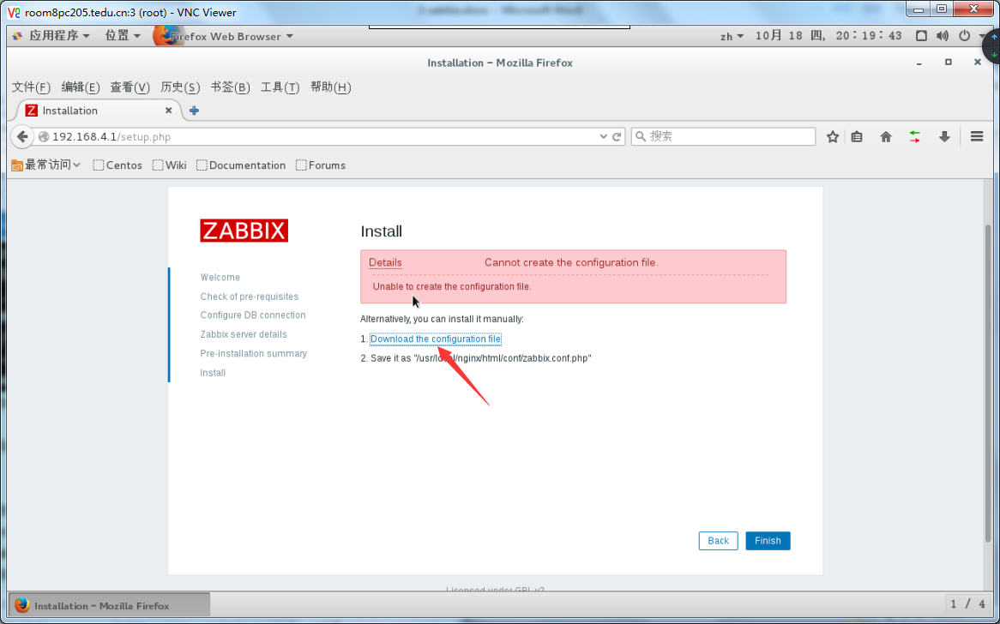 room8pc205.tedu.cn:3 (root) - VNC Viewer
应用程序 位置 Firefox Web Browser zh 10月 18 四, 20:19:43
Installation - Mozilla Firefox
文件(F) 编辑(E) 查看(V) 历史(S) 书签(B) 工具(T) 帮助(H)
Installation
192.168.4.1/setup.php 搜索
最常访问 Centos Wiki Documentation Forums
ZABBIX
Welcome
Check of pre-requisites
Configure DB connection
Zabbix server details
Pre-installation summary
Install
Install
Details Cannot create the configuration file.
Unable to create the configuration file.
Alternatively, you can install it manually:
1. Download the configuration file
2. Save it as "/usr/local/nginx/html/conf/zabbix.conf.php"
Back Finish
Licensed under GPL v2
Installation - Mozilla Firefox 1 / 4